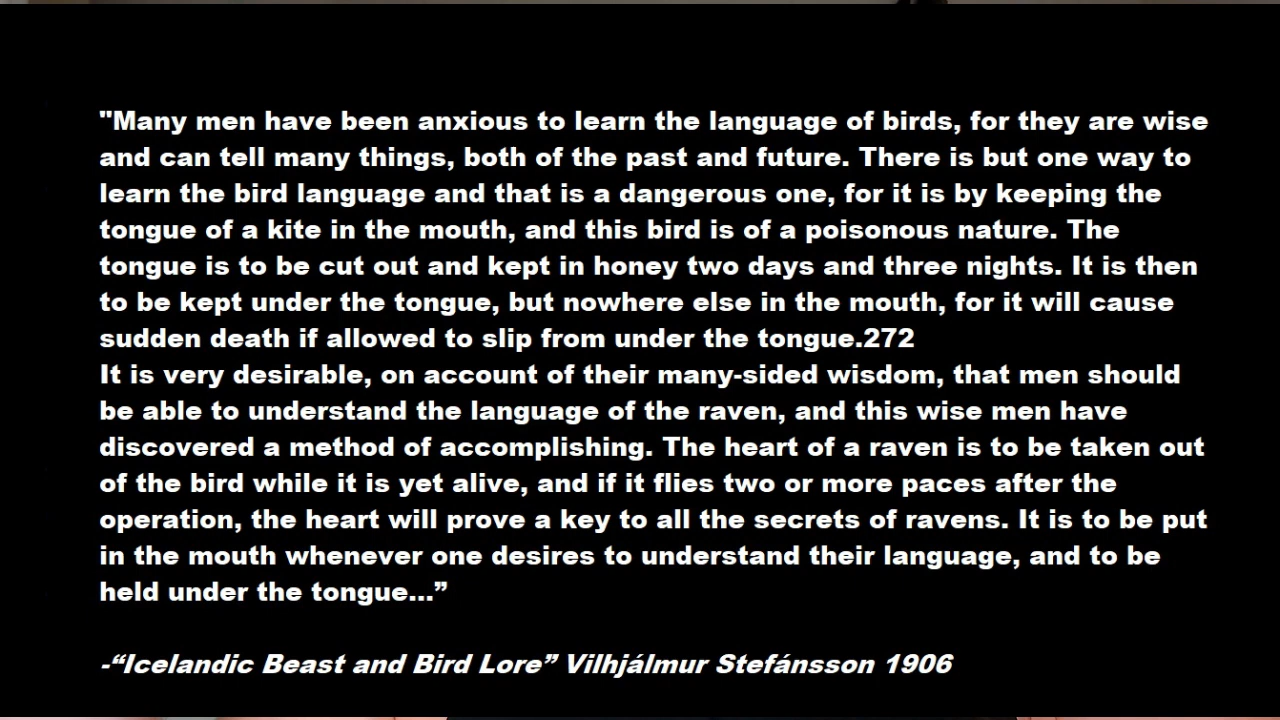 "Many men have been anxious to learn the language of birds, for they are wise
and can tell many things, both of the past and future. There is but one way to
learn the bird language and that is a dangerous one, for it is by keeping the
tongue of a kite in the mouth, and this bird is of a poisonous nature. The
tongue is to be cut out and kept in honey two days and three nights. It is then
to be kept under the tongue, but nowhere else in the mouth, for it will cause
sudden death if allowed to slip from under the tongue.272
It is very desirable, on account of their many-sided wisdom, that men should
be able to understand the language of the raven, and this wise men have
discovered a method of accomplishing. The heart of a raven is to be taken out
of the bird while it is yet alive, and if it flies two or more paces after the
operation, the heart will prove a key to all the secrets of ravens. It is to be put
in the mouth whenever one desires to understand their language, and to be
held under the tongue...”
-“Icelandic Beast and Bird Lore” Vilhjálmur Stefánsson 1906